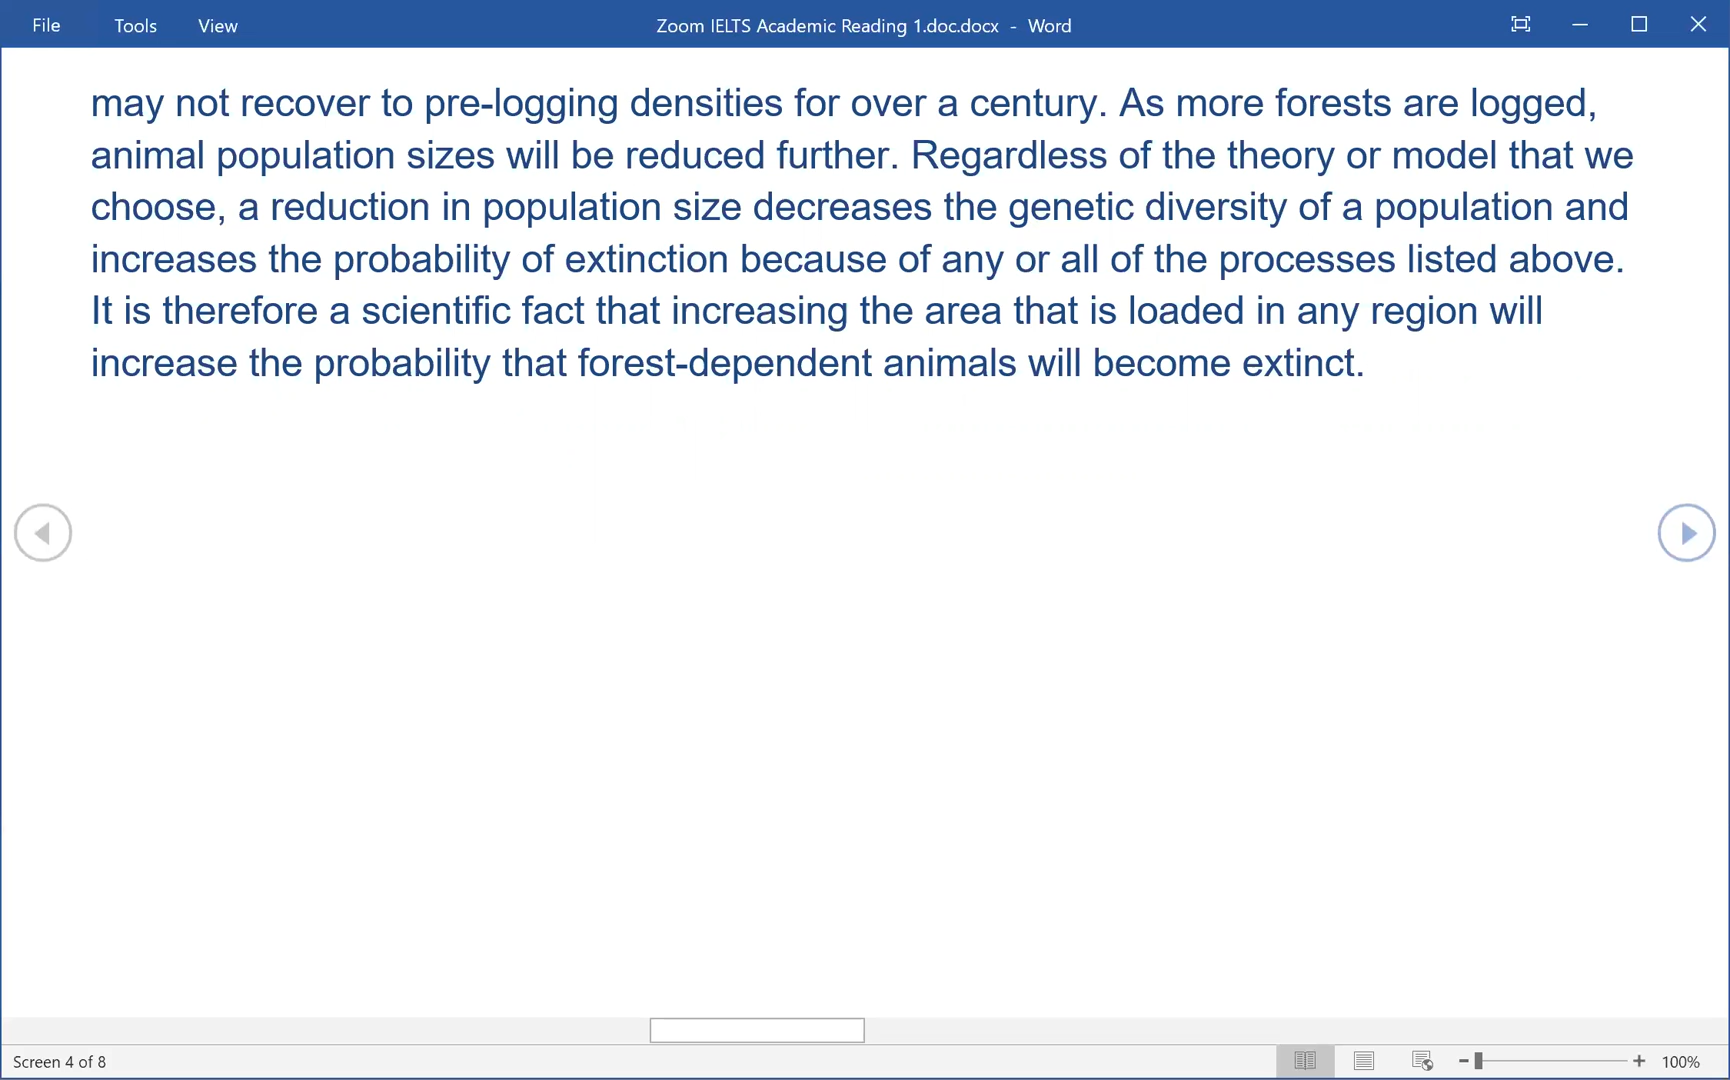 File Tools View Zoom IELTS Academic Reading 1.doc.docx - Word
may not recover to pre-logging densities for over a century. As more forests are logged,
animal population sizes will be reduced further. Regardless of the theory or model that we
choose, a reduction in population size decreases the genetic diversity of a population and
increases the probability of extinction because of any or all of the processes listed above.
It is therefore a scientific fact that increasing the area that is loaded in any region will
increase the probability that forest-dependent animals will become extinct.
Screen 4 of 8 100%